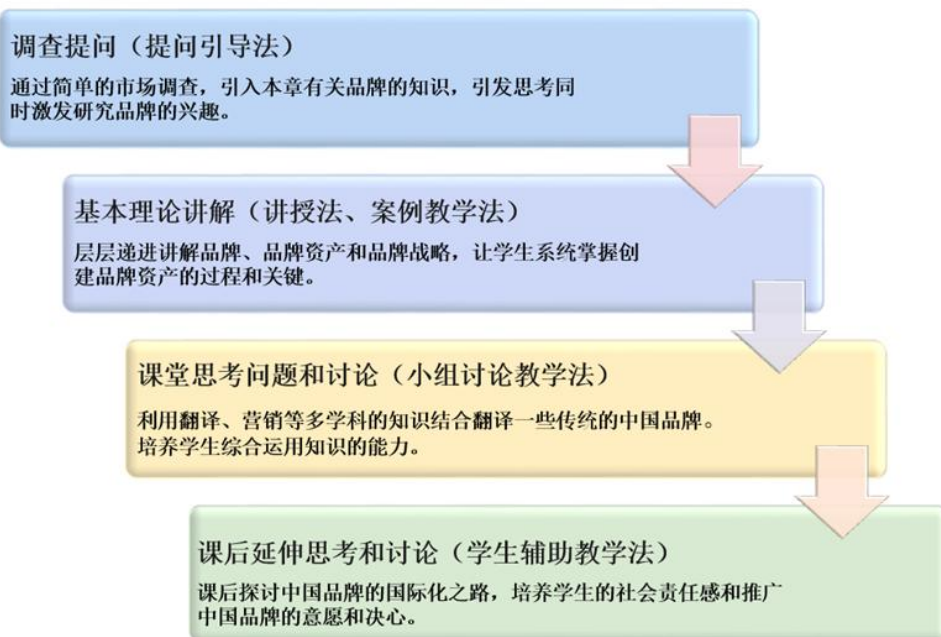 调查提问（提问引导法）
通过简单的市场调查，引入本章有关品牌的知识，引发思考同
时激发研究品牌的兴趣。
基本理论讲解（讲授法、案例教学法）
层层递进讲解品牌、品牌资产和品牌战略，让学生系统掌握创
建品牌资产的过程和关键。
课堂思考问题和讨论（小组讨论教学法）
利用翻译、营销等多学科的知识结合翻译一些传统的中国品牌。
培养学生综合运用知识的能力。
课后延伸思考和讨论（学生辅助教学法）
课后探讨中国品牌的国际化之路，培养学生的社会责任感和推广
中国品牌的意愿和决心。